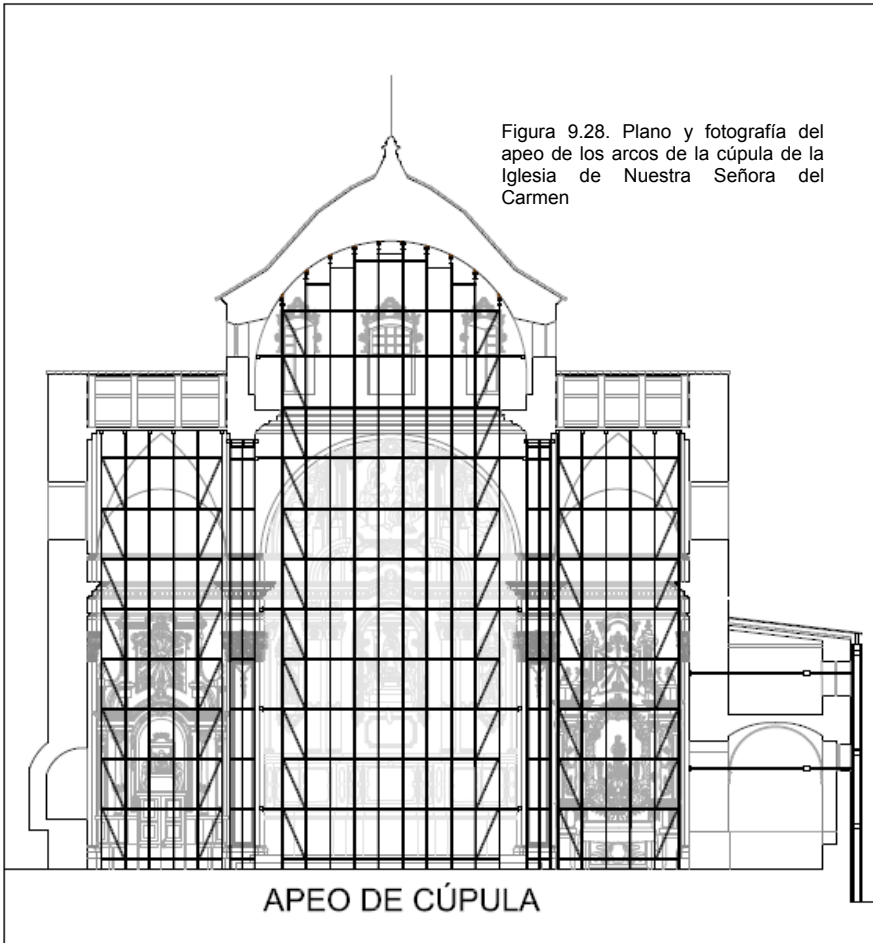 Figura 9.28. Plano y fotografía del
apeo de los arcos de la cúpula de la
Iglesia de Nuestra Señora del
Carmen
APEO DE CÚPULA